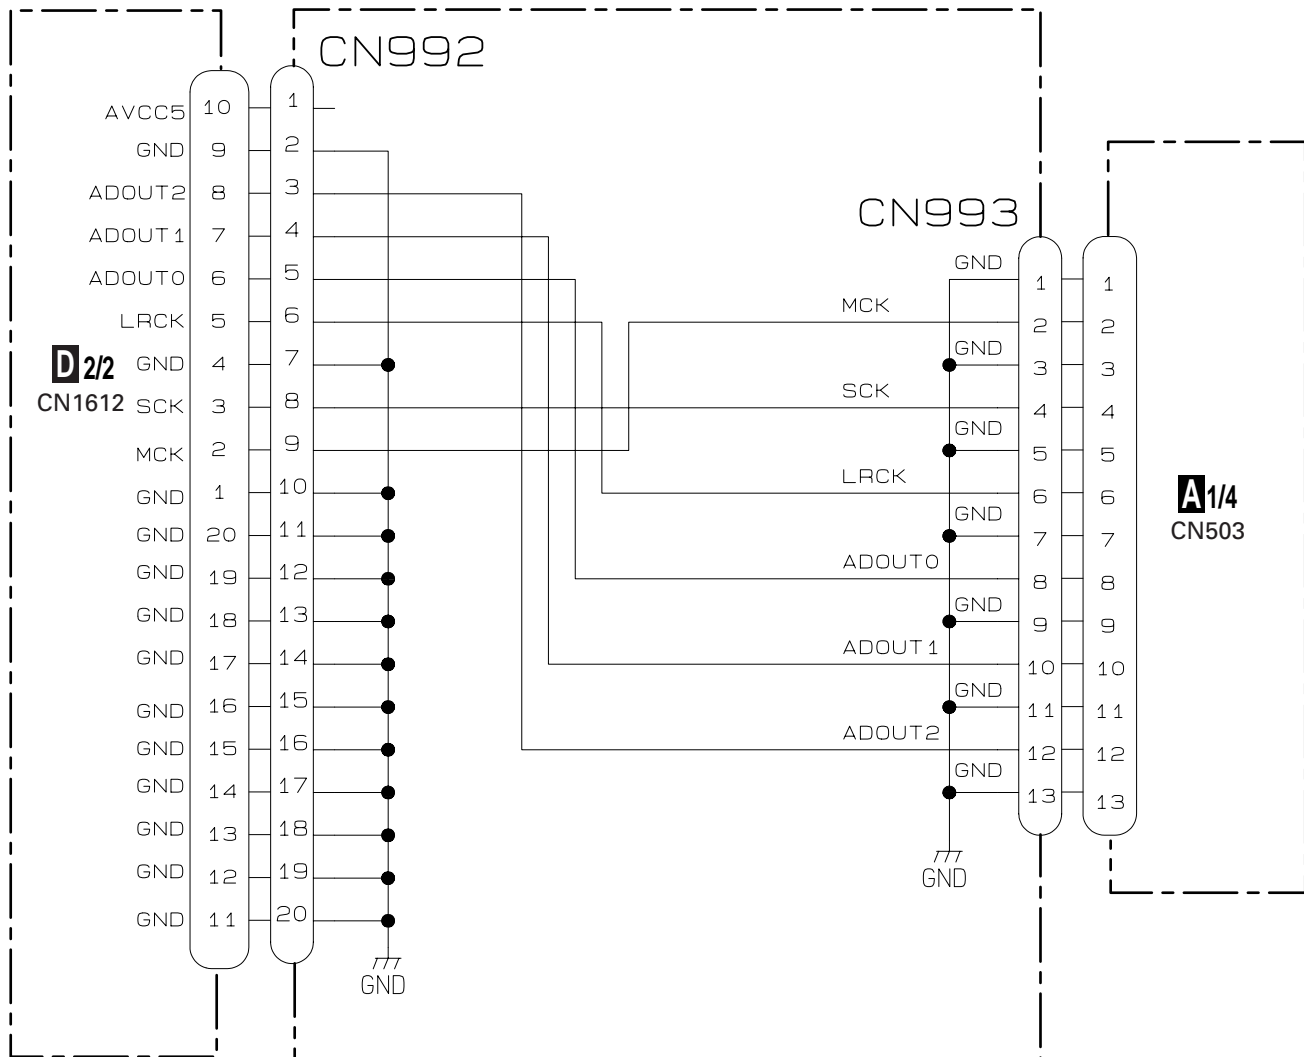 CN992
AVCC5 10 1
GND 9 2
ADOUT2 8 3
ADOUT1 7 4
ADOUT0 6 5
LRCK 5 6
GND 4 7
SCK 3 8
MCK 2 9
GND 1 10
GND 20 11
GND 19 12
GND 18 13
GND 17 14
GND 16 15
GND 15 16
GND 14 17
GND 13 18
GND 12 19
GND 11 20
D 2/2
CN1612
GND
CN993
GND 1 1
MCK 2 2
GND 3 3
SCK 4 4
GND 5 5
LRCK 6 6
GND 7 7
ADOUT0 8 8
GND 9 9
ADOUT1 10 10
GND 11 11
ADOUT2 12 12
GND 13 13
GND
A 1/4
CN503